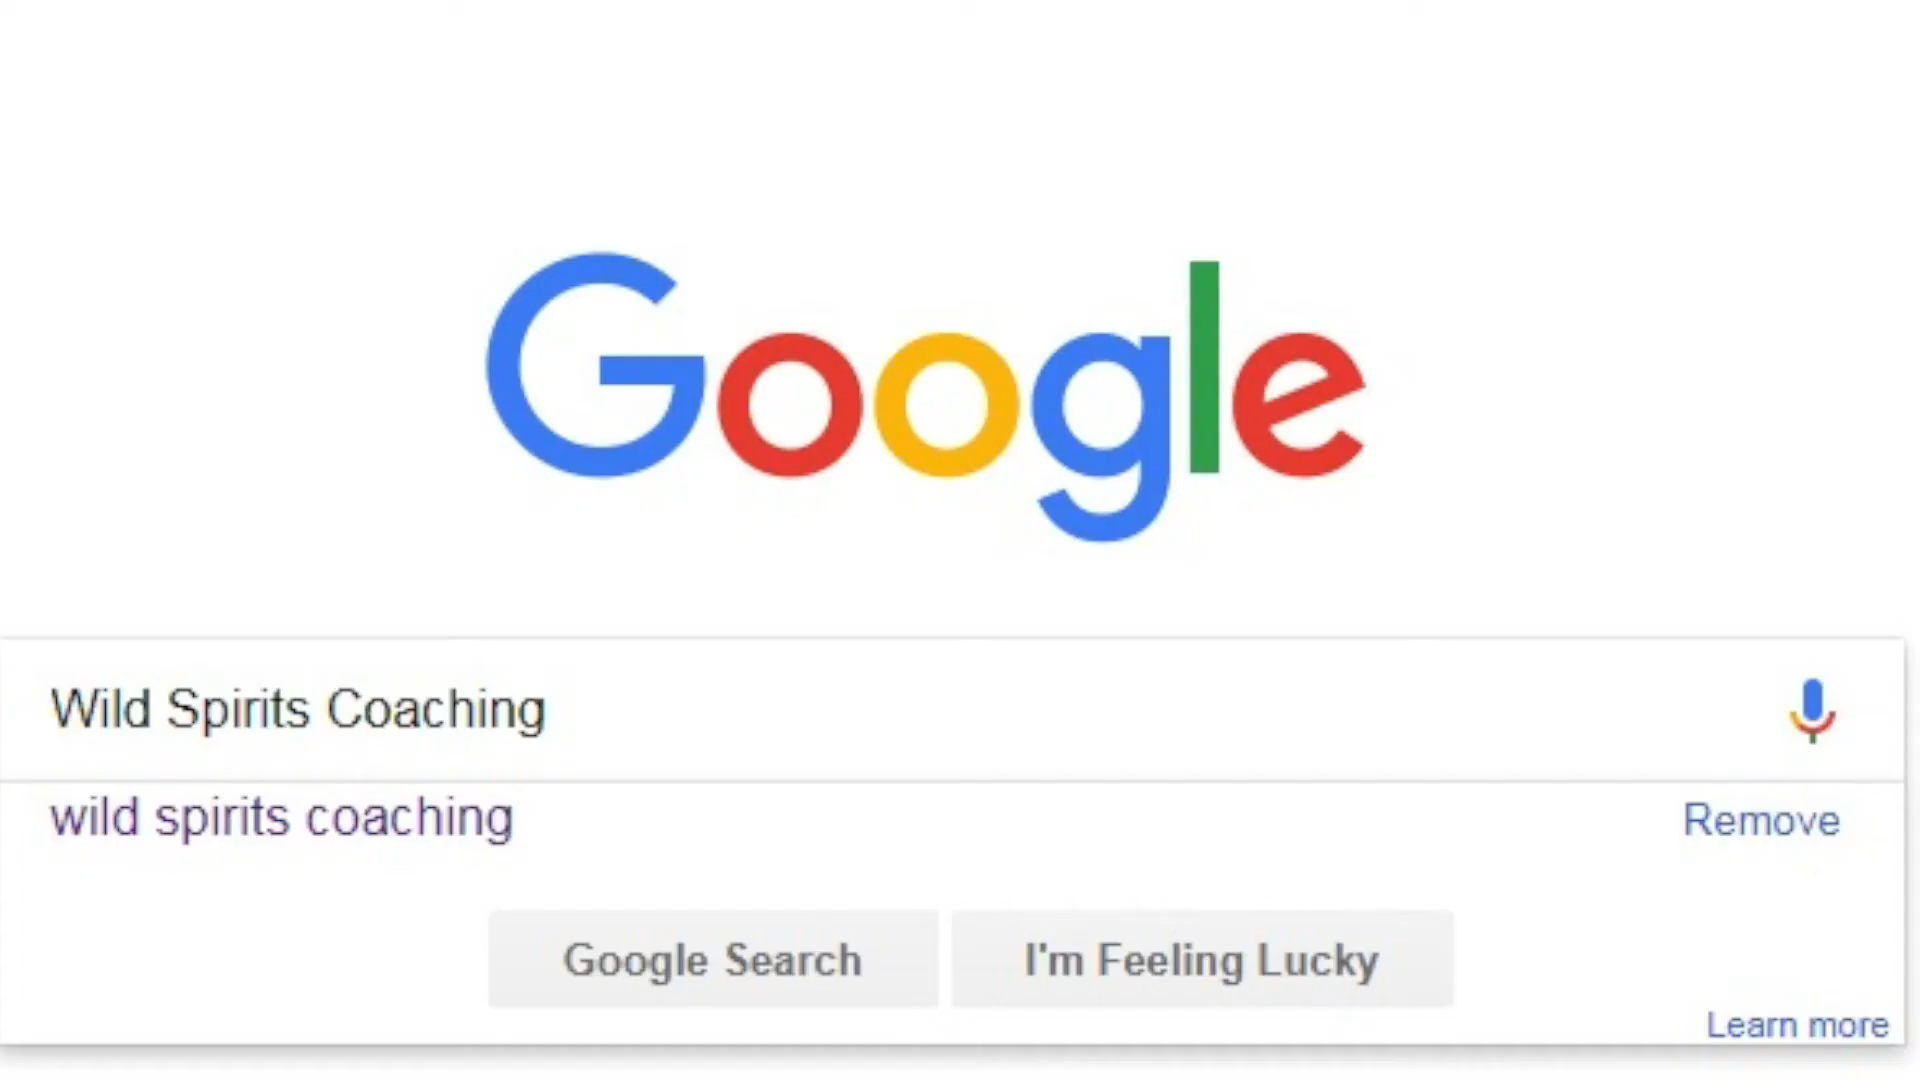 Google
Wild Spirits Coaching
wild spirits coaching Remove
Google Search I'm Feeling Lucky
Learn more